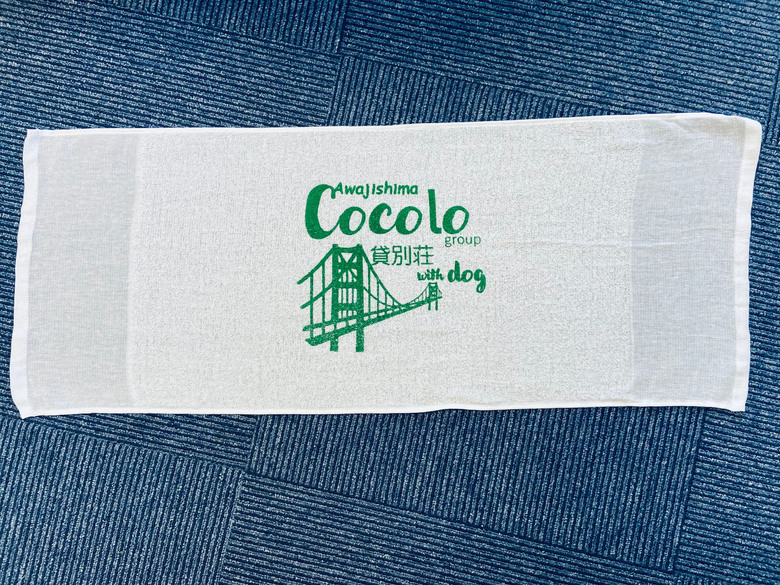 Awajishima
Cocolo
group
貸別荘
with dog